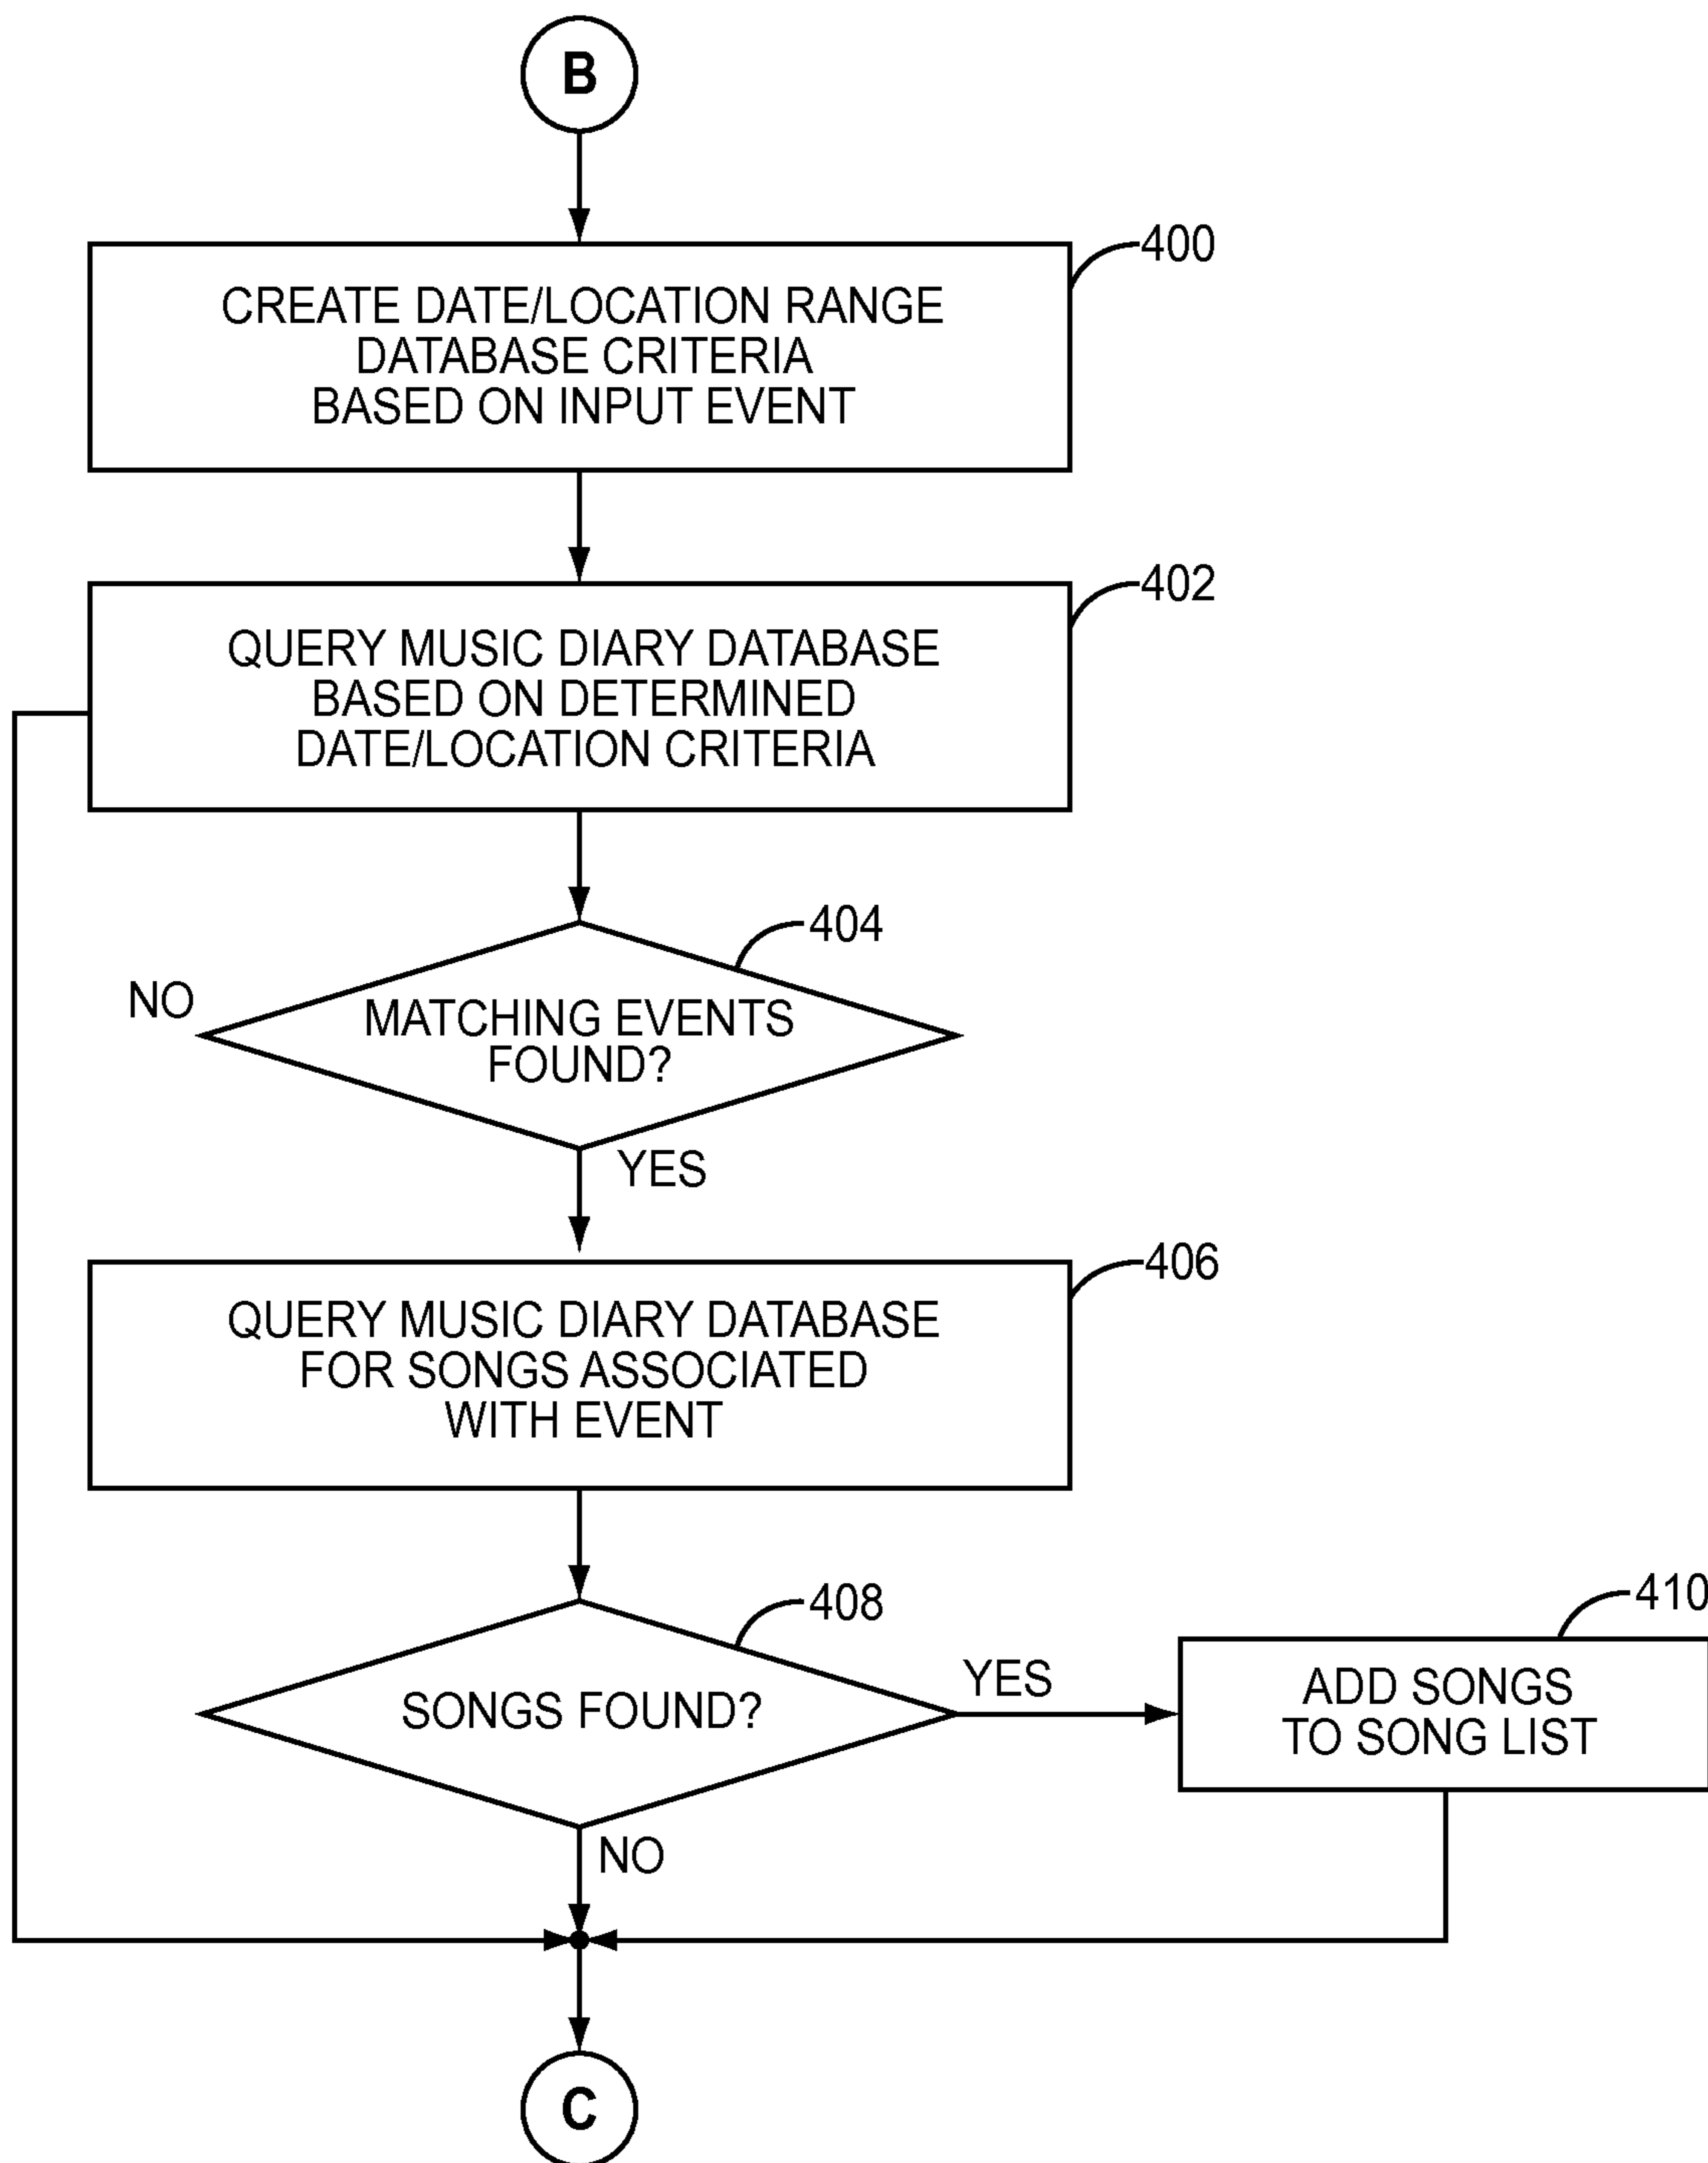 B
400
CREATE DATE/LOCATION RANGE
DATABASE CRITERIA
BASED ON INPUT EVENT
402
QUERY MUSIC DIARY DATABASE
BASED ON DETERMINED
DATE/LOCATION CRITERIA
404
NO
MATCHING EVENTS
FOUND?
YES
406
QUERY MUSIC DIARY DATABASE
FOR SONGS ASSOCIATED
WITH EVENT
408
SONGS FOUND?
YES
410
ADD SONGS
TO SONG LIST
NO
C